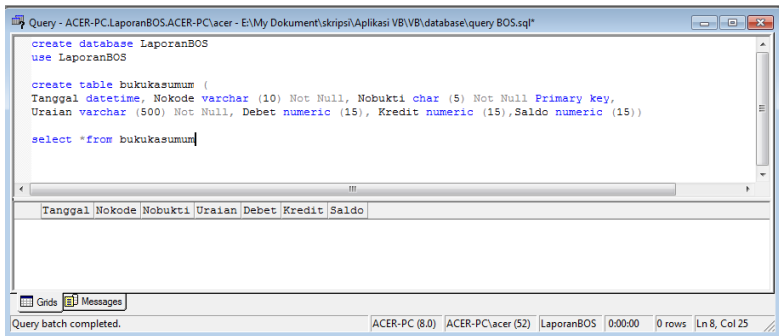 Query - ACER-PC.LaporanBOS.ACER-PC\acer - E:\My Dokument\skripsi\Aplikasi VB\VB\database\query BOS.sql*
create database LaporanBOS
use LaporanBOS
create table bukukasumum (
Tanggal datetime, Nokode varchar (10) Not Null, Nobukti char (5) Not Null Primary key,
Uraian varchar (500) Not Null, Debet numeric (15), Kredit numeric (15),Saldo numeric (15))
select *from bukukasumum
Tanggal Nokode Nobukti Uraian Debet Kredit Saldo
Grids Messages
Query batch completed. ACER-PC (8.0) ACER-PC\acer (52) LaporanBOS 0:00:00 0 rows Ln 8, Col 25